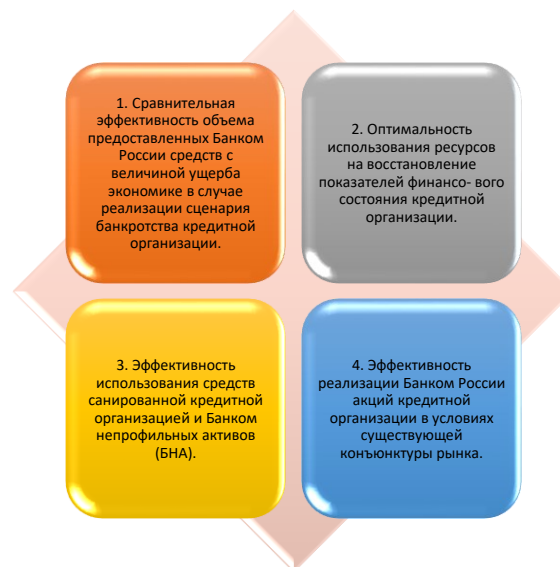 1. Сравнительная
эффективность объема
предоставленных Банком
России средств с
величиной ущерба
экономике в случае
реализации сценария
банкротства кредитной
организации.
2. Оптимальность
использования ресурсов
на восстановление
показателей финансо- вого
состояния кредитной
организации.
3. Эффективность
использования средств
санированной кредитной
организацией и Банком
непрофильных активов
(БНА).
4. Эффективность
реализации Банком России
акций кредитной
организации в условиях
существующей
конъюнктуры рынка.